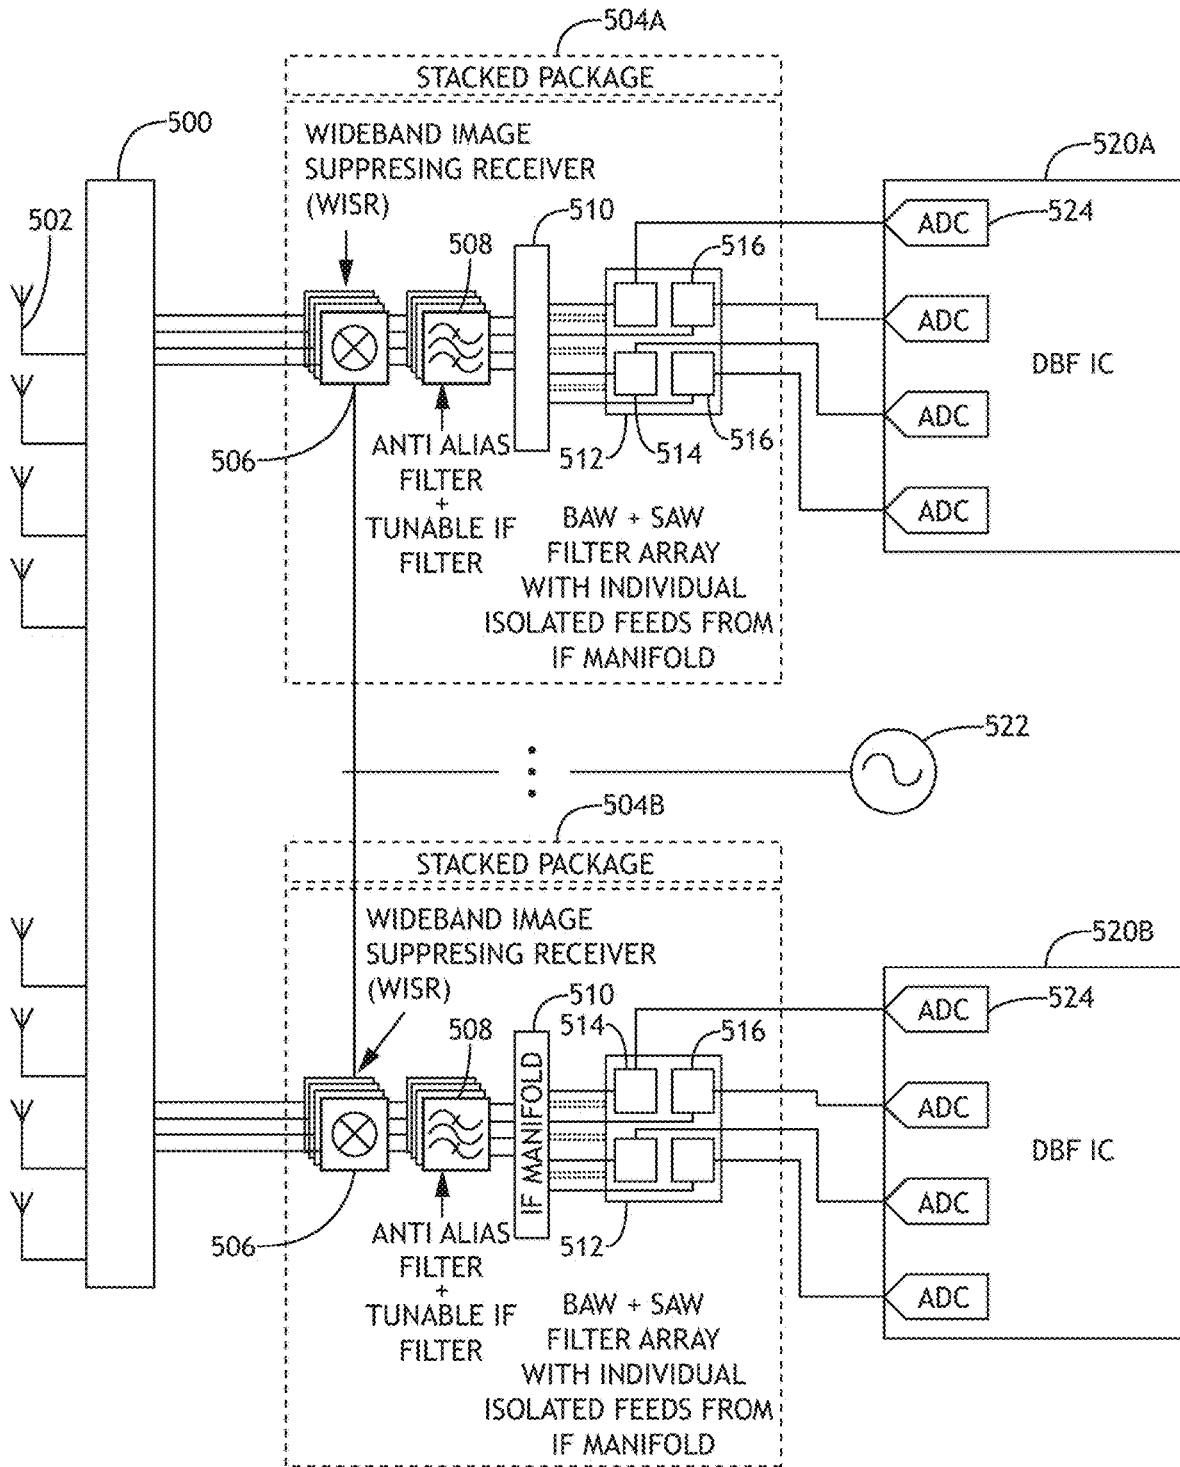 504A
STACKED PACKAGE
500
WIDEBAND IMAGE
SUPPRESING RECEIVER
(WISR)
520A
502
510
ADC
524
508
516
ADC
DBF IC
ADC
506
ANTI ALIAS
FILTER
+
TUNABLE IF
FILTER
512
514
516
ADC
BAW + SAW
FILTER ARRAY
WITH INDIVIDUAL
ISOLATED FEEDS FROM
IF MANIFOLD
522
504B
STACKED PACKAGE
WIDEBAND IMAGE
SUPPRESING RECEIVER
(WISR)
520B
510
ADC
524
508
514
516
IF MANIFOLD
ADC
DBF IC
ADC
506
ANTI ALIAS
FILTER
+
TUNABLE IF
FILTER
512
ADC
BAW + SAW
FILTER ARRAY
WITH INDIVIDUAL
ISOLATED FEEDS FROM
IF MANIFOLD